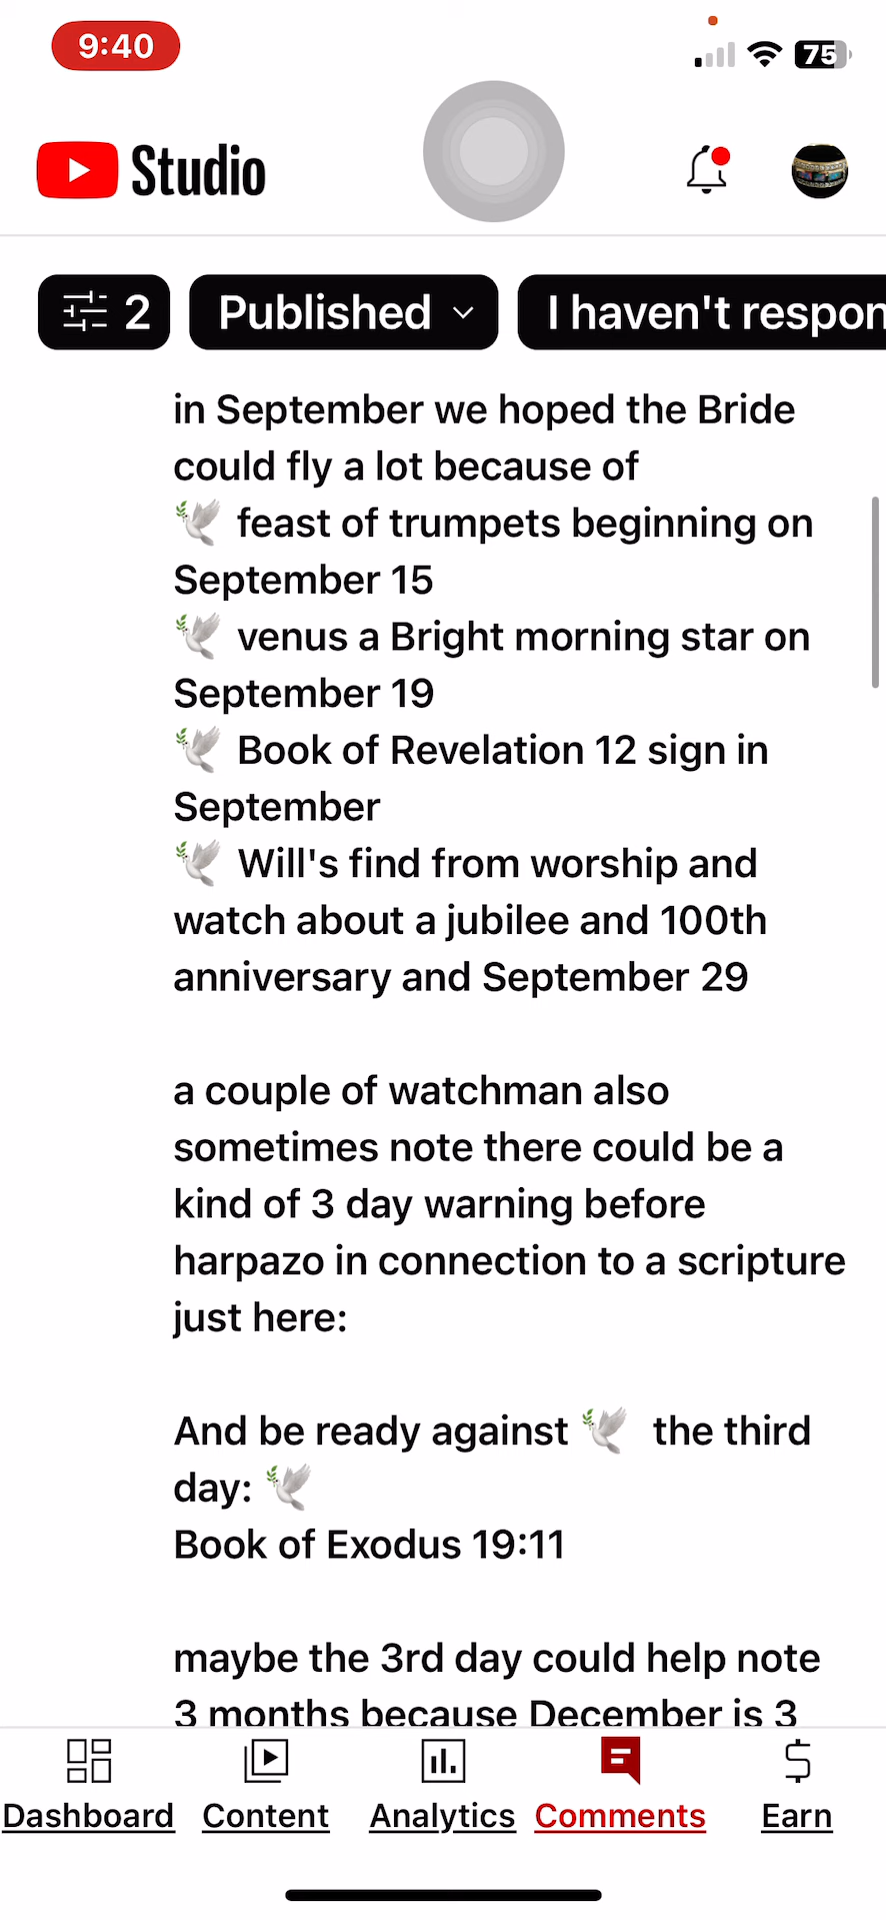 9:40
75
Studio
2
Published
I haven't respon
in September we hoped the Bride
could fly a lot because of
🕊️ feast of trumpets beginning on
September 15
🕊️ venus a Bright morning star on
September 19
🕊️ Book of Revelation 12 sign in
September
🕊️ Will's find from worship and
watch about a jubilee and 100th
anniversary and September 29
a couple of watchman also
sometimes note there could be a
kind of 3 day warning before
harpazo in connection to a scripture
just here:
And be ready against 🕊️ the third
day: 🕊️
Book of Exodus 19:11
maybe the 3rd day could help note
3 months because December is 3
Dashboard
Content
Analytics
Comments
Earn